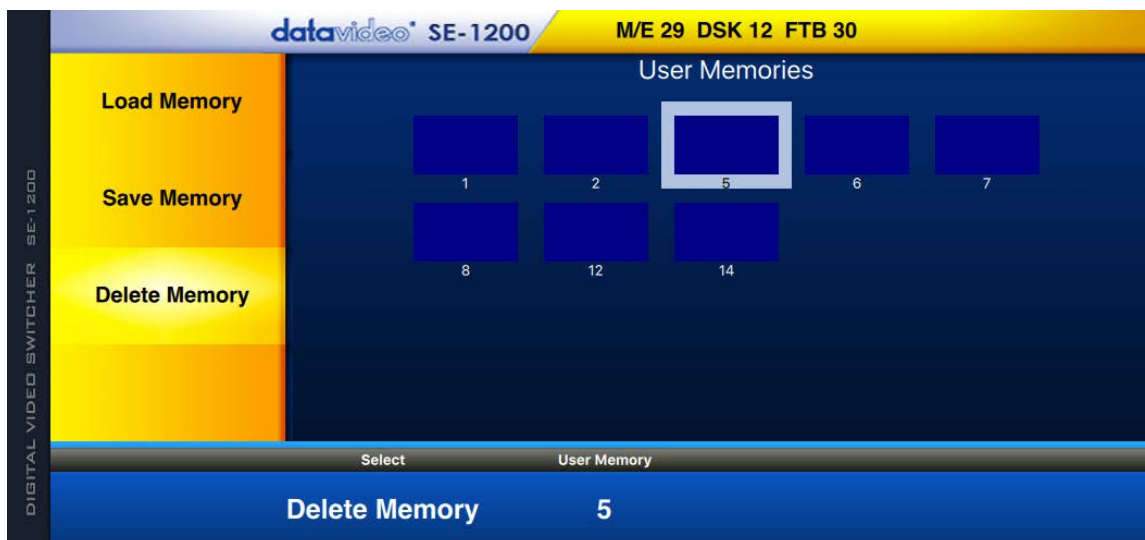 datavideo SE-1200
M/E 29 DSK 12 FTB 30
DIGITAL VIDEO SWITCHER SE-1200
Load Memory
Save Memory
Delete Memory
User Memories
1 2 5 6 7
8 12 14
Select User Memory
Delete Memory 5